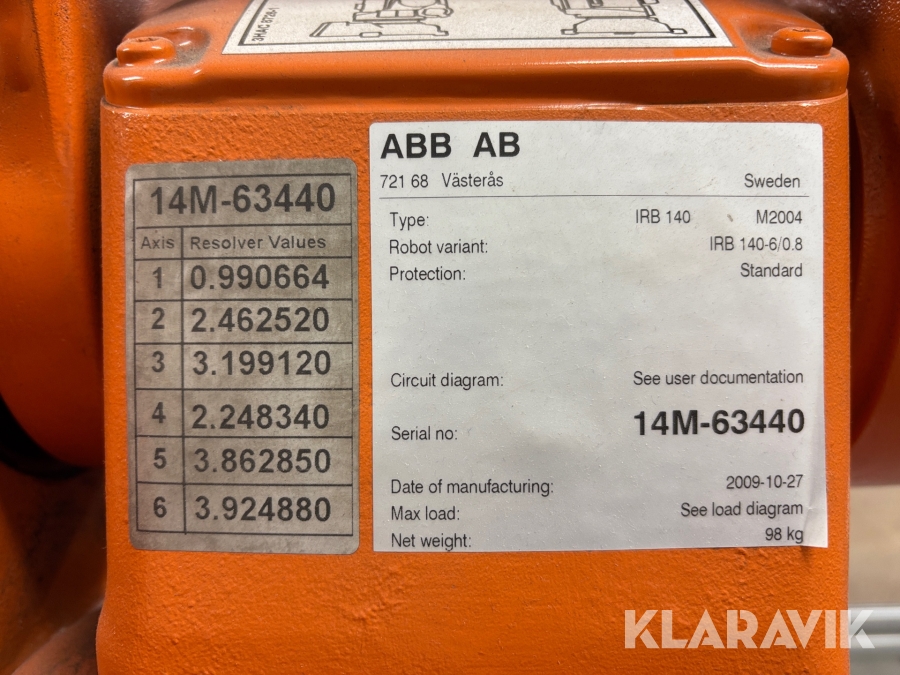 3HAC 8728-1
14M-63440
Axis Resolver Values
1 0.990664
2 2.462520
3 3.199120
4 2.248340
5 3.862850
6 3.924880
ABB AB
721 68 Västerås Sweden
Type: IRB 140 M2004
Robot variant: IRB 140-6/0.8
Protection: Standard
Circuit diagram: See user documentation
Serial no: 14M-63440
Date of manufacturing: 2009-10-27
Max load: See load diagram
Net weight: 98 kg
KLARAVIK